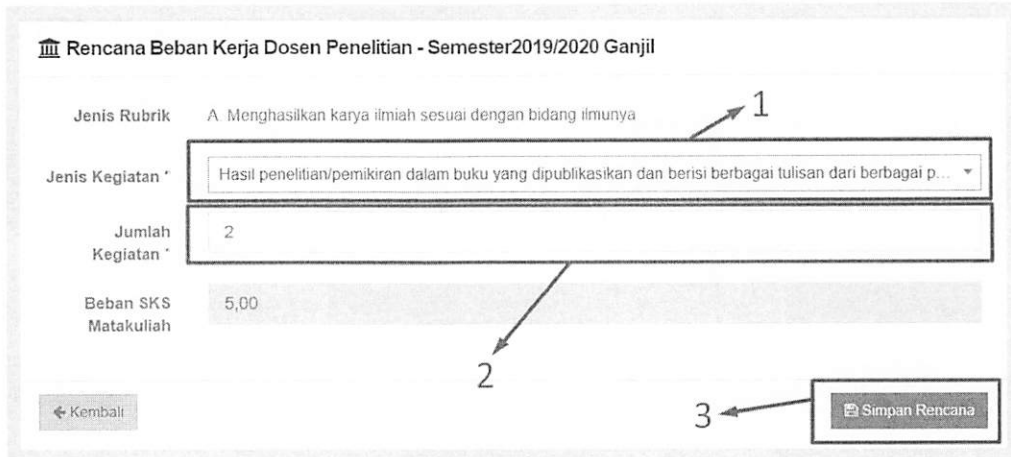 Rencana Beban Kerja Dosen Penelitian - Semester2019/2020 Ganjil
Jenis Rubrik A. Menghasilkan karya ilmiah sesuai dengan bidang ilmunya
1
Jenis Kegiatan * Hasil penelitian/pemikiran dalam buku yang dipublikasikan dan berisi berbagai tulisan dari berbagai p...
Jumlah
Kegiatan *
2
Beban SKS
Matakuliah
5,00
2
Kembali
3
Simpan Rencana